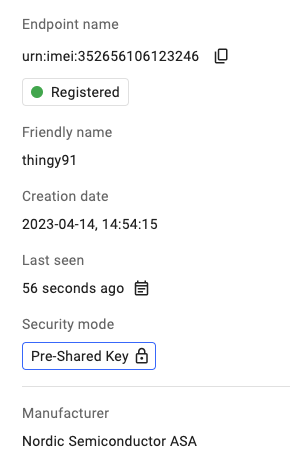 Endpoint name
urn:imei:352656106123246
Registered
Friendly name
thingy91
Creation date
2023-04-14, 14:54:15
Last seen
56 seconds ago
Security mode
Pre-Shared Key
Manufacturer
Nordic Semiconductor ASA